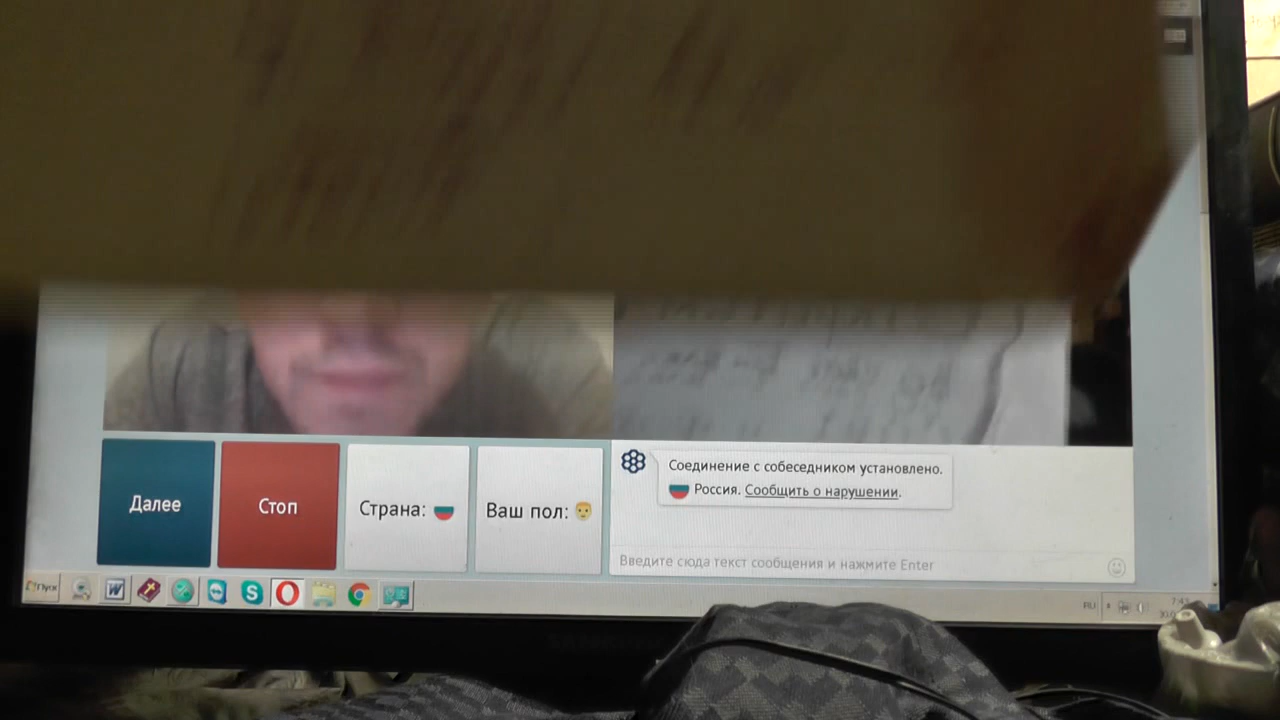 Далее
Стоп
Страна:
Ваш пол:
Соединение с собеседником установлено.
Россия. Сообщить о нарушении.
Введите сюда текст сообщения и нажмите Enter
Пуск
RU